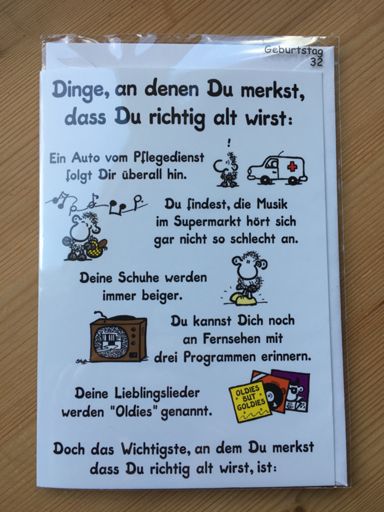 Geburtstag
32
Dinge, an denen Du merkst,
dass Du richtig alt wirst:
Ein Auto vom Pflegedienst
folgt Dir überall hin.
!
Du findest, die Musik
im Supermarkt hört sich
gar nicht so schlecht an.
Deine Schuhe werden
immer beiger.
Du kannst Dich noch
an Fernsehen mit
drei Programmen erinnern.
Deine Lieblingslieder
werden "Oldies" genannt.
OLDIES
BUT
GOLDIES
Doch das Wichtigste, an dem Du merkst
dass Du richtig alt wirst, ist: